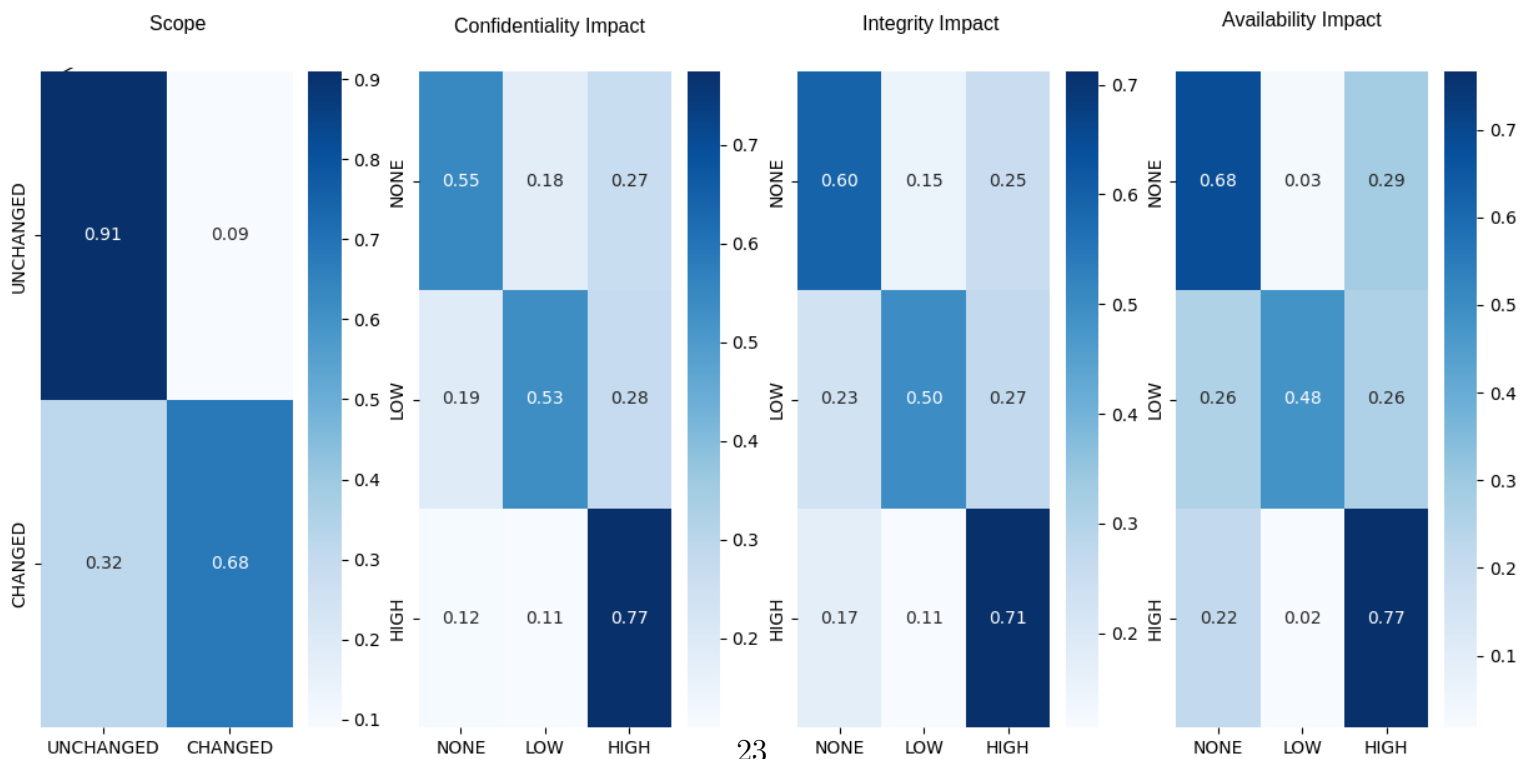 Scope
Confidentiality Impact
Integrity Impact
Availability Impact
UNCHANGED
CHANGED
0.91 0.09
0.32 0.68
UNCHANGED CHANGED
0.9
0.8
0.7
0.6
0.5
0.4
0.3
0.2
0.1
NONE
LOW
HIGH
0.55 0.18 0.27
0.19 0.53 0.28
0.12 0.11 0.77
NONE LOW HIGH
0.7
0.6
0.5
0.4
0.3
0.2
NONE
LOW
HIGH
0.60 0.15 0.25
0.23 0.50 0.27
0.17 0.11 0.71
NONE LOW HIGH
0.7
0.6
0.5
0.4
0.3
0.2
NONE
LOW
HIGH
0.68 0.03 0.29
0.26 0.48 0.26
0.22 0.02 0.77
NONE LOW HIGH
0.7
0.6
0.5
0.4
0.3
0.2
0.1
23